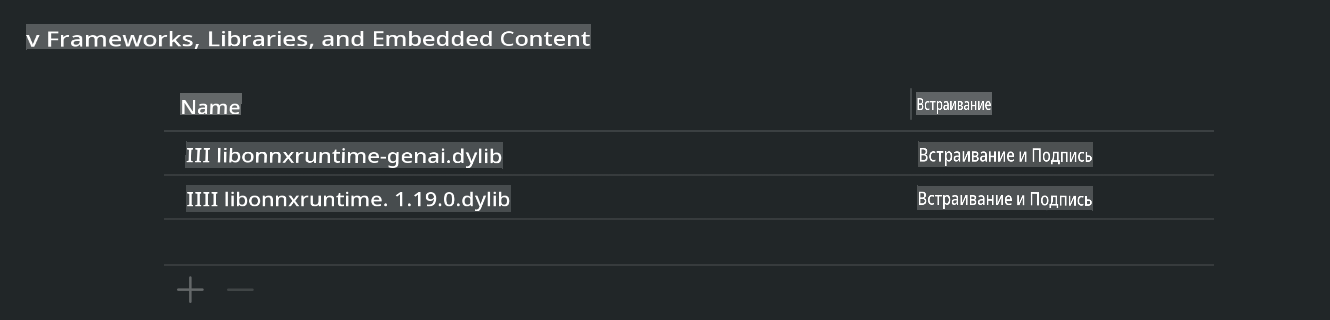 v Frameworks, Libraries, and Embedded Content
Name Встраивание
III libonnxruntime-genai.dylib Встраивание и Подпись
IIII libonnxruntime. 1.19.0.dylib Встраивание и Подпись